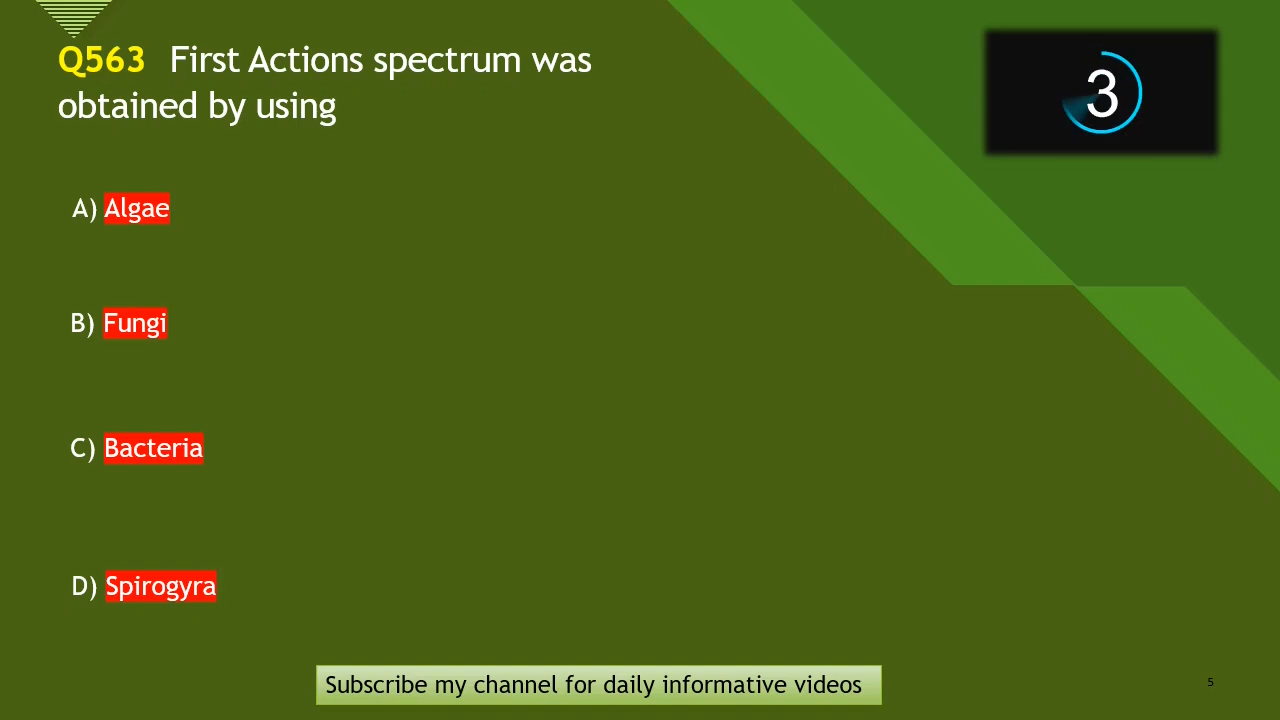 Q563 First Actions spectrum was
obtained by using
3
A) Algae
B) Fungi
C) Bacteria
D) Spirogyra
Subscribe my channel for daily informative videos
5